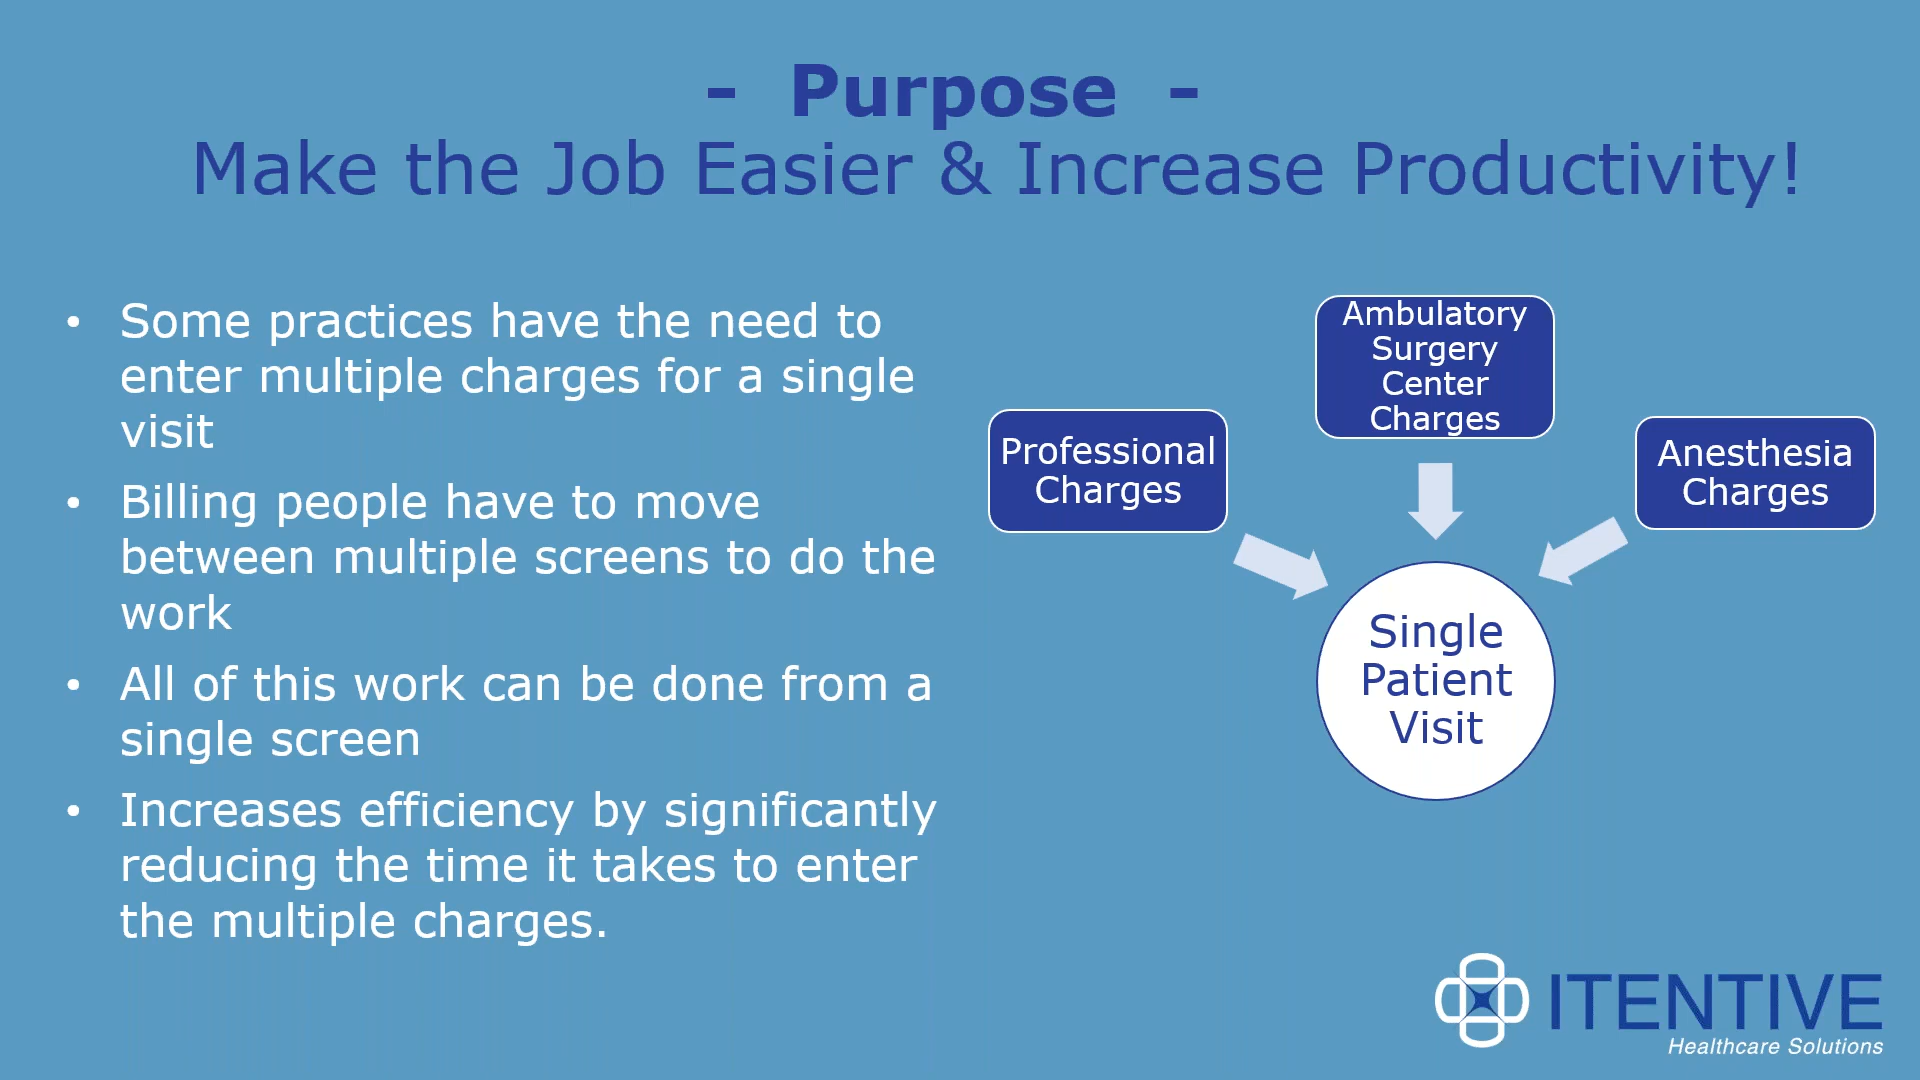 - Purpose -
Make the Job Easier & Increase Productivity!
• Some practices have the need to
enter multiple charges for a single
visit
• Billing people have to move
between multiple screens to do the
work
• All of this work can be done from a
single screen
• Increases efficiency by significantly
reducing the time it takes to enter
the multiple charges.
Professional
Charges
Ambulatory
Surgery
Center
Charges
Anesthesia
Charges
Single
Patient
Visit
ITENTIVE
Healthcare Solutions